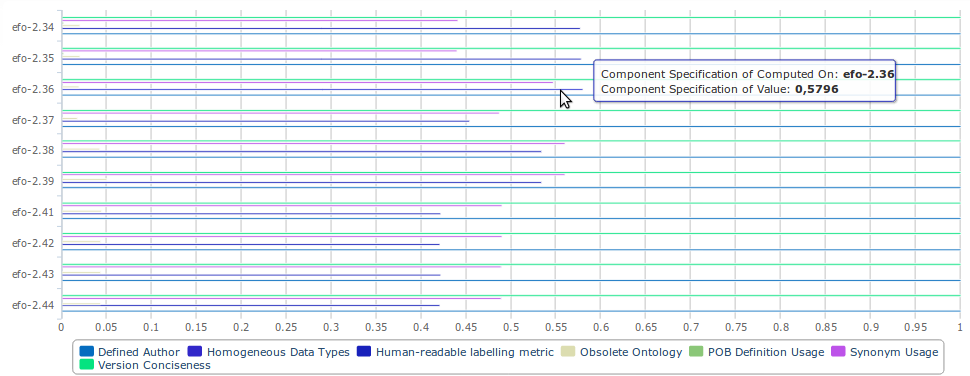 efo-2.34
efo-2.35
Component Specification of Computed On: efo-2.36
efo-2.36
Component Specification of Value: 0,5796
efo-2.37
efo-2.38
efo-2.39
efo-2.41
efo-2.42
efo-2.43
efo-2.44
0 0.05 0.1 0.15 0.2 0.25 0.3 0.35 0.4 0.45 0.5 0.55 0.6 0.65 0.7 0.75 0.8 0.85 0.9 0.95 1
Defined Author Homogeneous Data Types Human-readable labelling metric Obsolete Ontology POB Definition Usage Synonym Usage
Version Conciseness